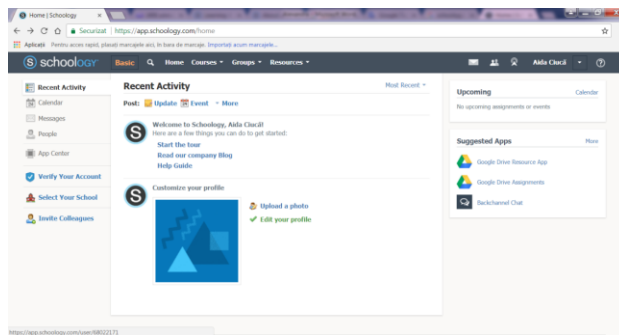 Home | Schoology
Securizat https://app.schoology.com/home
Aplicații Pentru acces rapid, plasați marcajele aici, în bara de marcaje. Importați acum marcajele...
S schoology Basic Home Courses Groups Resources Aida Ciucă
Recent Activity
Calendar
Messages
People
App Center
Verify Your Account
Select Your School
Invite Colleagues
Recent Activity Most Recent
Post: Update Event More
S
Welcome to Schoology, Aida Ciucă!
Here are a few things you can do to get started:
Start the tour
Read our company Blog
Help Guide
S
Customize your profile
Upload a photo
Edit your profile
Upcoming Calendar
No upcoming assignments or events
Suggested Apps More
Google Drive Resource App
Google Drive Assignments
Backchannel Chat
https://app.schoology.com/user/68022171